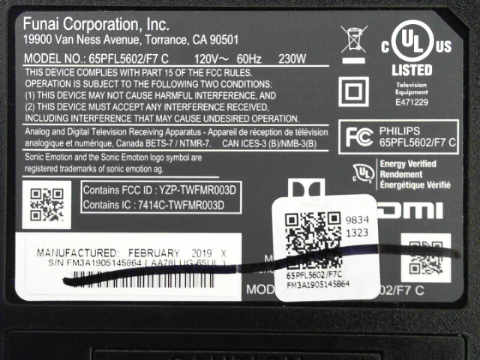 Funai Corporation, Inc.
19900 Van Ness Avenue, Torrance, CA 90501
MODEL NO.: 65PFL5602/F7 C 120V~ 60Hz 230W
THIS DEVICE COMPLIES WITH PART 15 OF THE FCC RULES.
OPERATION IS SUBJECT TO THE FOLLOWING TWO CONDITIONS:
(1) THIS DEVICE MAY NOT CAUSE HARMFUL INTERFERENCE, AND
(2) THIS DEVICE MUST ACCEPT ANY INTERFERENCE RECEIVED,
INCLUDING INTERFERENCE THAT MAY CAUSE UNDESIRED OPERATION.
Analog and Digital Television Receiving Apparatus - Appareil de réception de télévision
analogique et numérique, Canada BETS-7 / NTMR-7. CAN ICES-3 (B)/NMB-3(B)
Sonic Emotion and the Sonic Emotion logo symbol are
registered trademarks of sonic emotion ag.
Contains FCC ID : YZP-TWFMR003D
Contains IC : 7414C-TWFMR003D
MANUFACTURED: FEBRUARY 2019 X
S/N FM3A1905145864 ( AA78LUG-65UL )
C UL US
LISTED
Television
Equipment
E471229
FC PHILIPS
65PFL5602/F7 C
UL Energy Verified
Rendement
Énergétique Vérifié
9834
1323
65PFL5602/F7C
FM3A1905145864